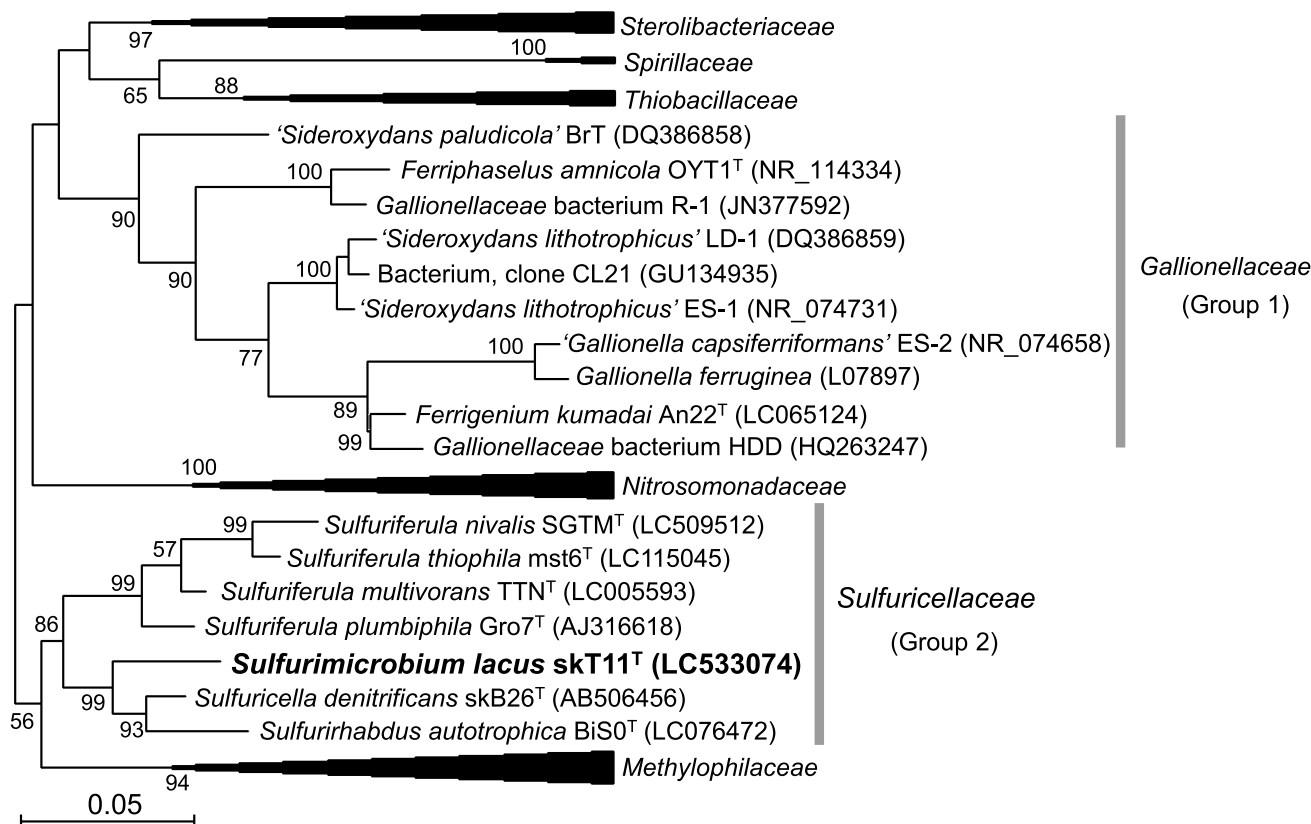 97
Sterolibacteriaceae
100
Spirillaceae
65
88
Thiobacillaceae
‘Sideroxydans paludicola’ BrT (DQ386858)
100
Ferriphaselus amnicola OYT1ᵀ (NR_114334)
90
Gallionellaceae bacterium R-1 (JN377592)
‘Sideroxydans lithotrophicus’ LD-1 (DQ386859)
90
100
Bacterium, clone CL21 (GU134935)
Gallionellaceae
(Group 1)
‘Sideroxydans lithotrophicus’ ES-1 (NR_074731)
77
100
‘Gallionella capsiferriformans’ ES-2 (NR_074658)
Gallionella ferruginea (L07897)
89
Ferrigenium kumadai An22ᵀ (LC065124)
99
Gallionellaceae bacterium HDD (HQ263247)
100
Nitrosomonadaceae
99
Sulfuriferula nivalis SGTMᵀ (LC509512)
57
Sulfuriferula thiophila mst6ᵀ (LC115045)
99
Sulfuriferula multivorans TTNᵀ (LC005593)
Sulfuricellaceae
(Group 2)
86
Sulfuriferula plumbiphila Gro7ᵀ (AJ316618)
Sulfurimicrobium lacus skT11ᵀ (LC533074)
99
Sulfuricella denitrificans skB26ᵀ (AB506456)
56
93
Sulfurirhabdus autotrophica BiS0ᵀ (LC076472)
94
Methylophilaceae
0.05